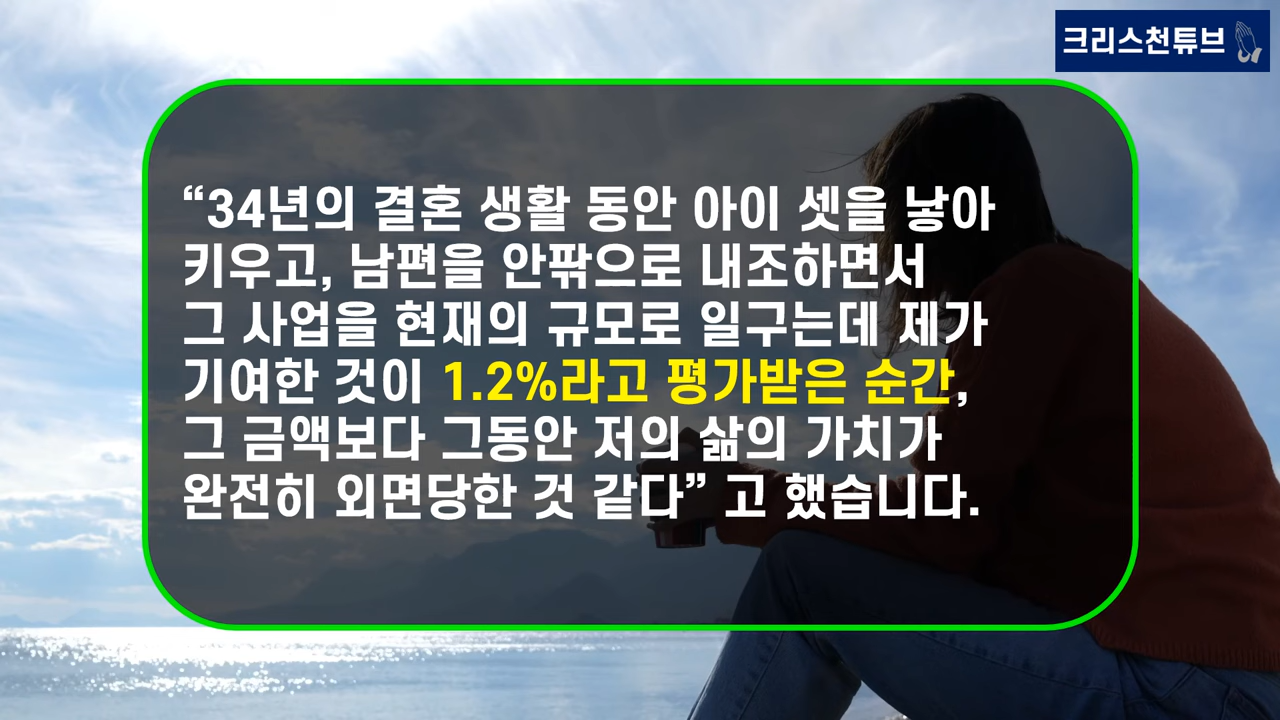 크리스천튜브
“34년의 결혼 생활 동안 아이 셋을 낳아
키우고, 남편을 안팎으로 내조하면서
그 사업을 현재의 규모로 일구는데 제가
기여한 것이 1.2%라고 평가받은 순간,
그 금액보다 그동안 저의 삶의 가치가
완전히 외면당한 것 같다” 고 했습니다.